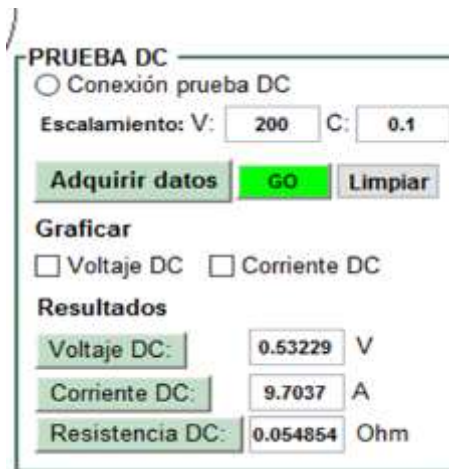 PRUEBA DC
Conexión prueba DC
Escalamiento: V: 200 C: 0.1
Adquirir datos GO Limpiar
Graficar
Voltaje DC Corriente DC
Resultados
Voltaje DC: 0.53229 V
Corriente DC: 9.7037 A
Resistencia DC: 0.054854 Ohm